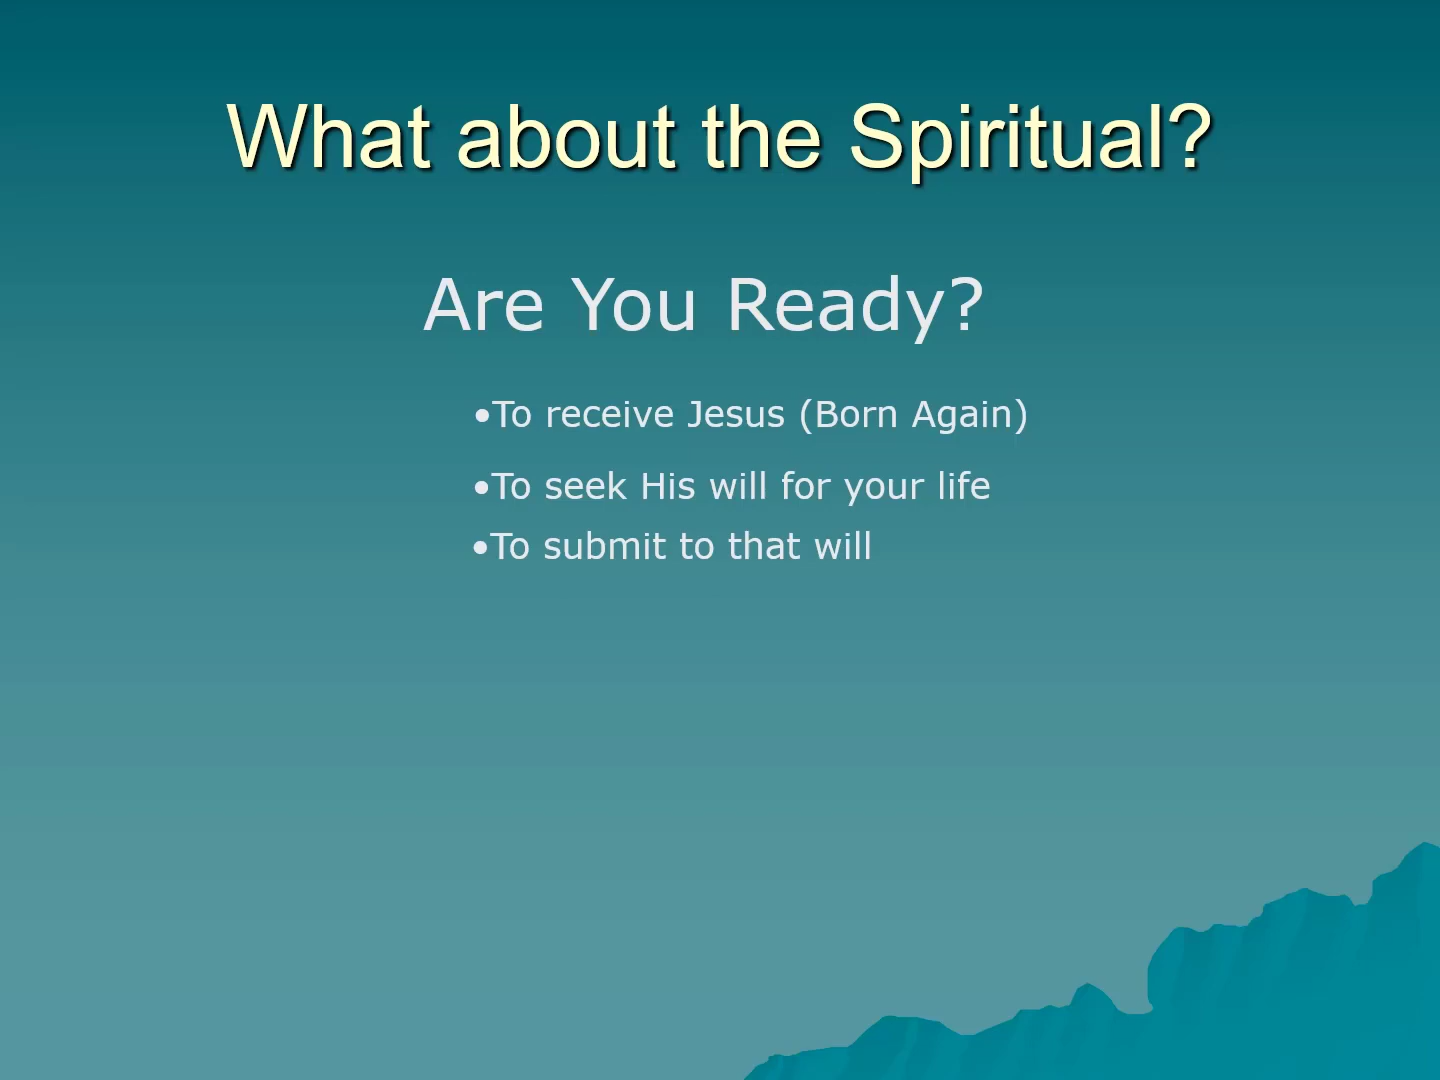 What about the Spiritual?
Are You Ready?
•To receive Jesus (Born Again)
•To seek His will for your life
•To submit to that will